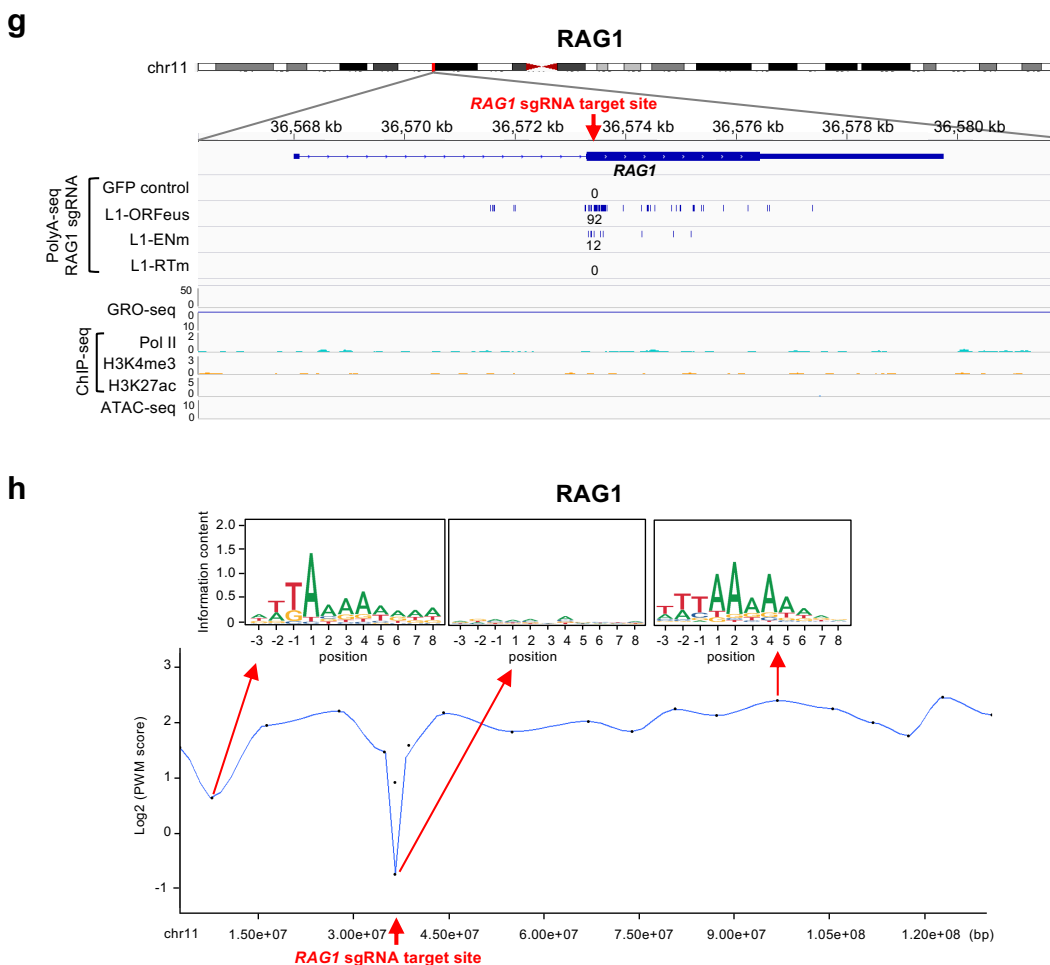 g
RAG1
chr11
RAG1 sgRNA target site
36,568 kb 36,570 kb 36,572 kb 36,574 kb 36,576 kb 36,578 kb 36,580 kb
RAG1
PolyA-seq
RAG1 sgRNA
GFP control
0
L1-ORFeus
92
L1-ENm
12
L1-RTm
0
50
0
GRO-seq
0
10
ChIP-seq
Pol II
2
0
H3K4me3
3
0
H3K27ac
5
0
ATAC-seq
10
0
h
RAG1
Information content
2.0
1.5
1.0
0.5
0
-3 -2 -1 1 2 3 4 5 6 7 8
position
-3 -2 -1 1 2 3 4 5 6 7 8
position
-3 -2 -1 1 2 3 4 5 6 7 8
position
Log2 (PWM score)
3
2
1
0
-1
chr11 1.50e+07 3.00e+07 4.50e+07 6.00e+07 7.50e+07 9.00e+07 1.05e+08 1.20e+08 (bp)
RAG1 sgRNA target site